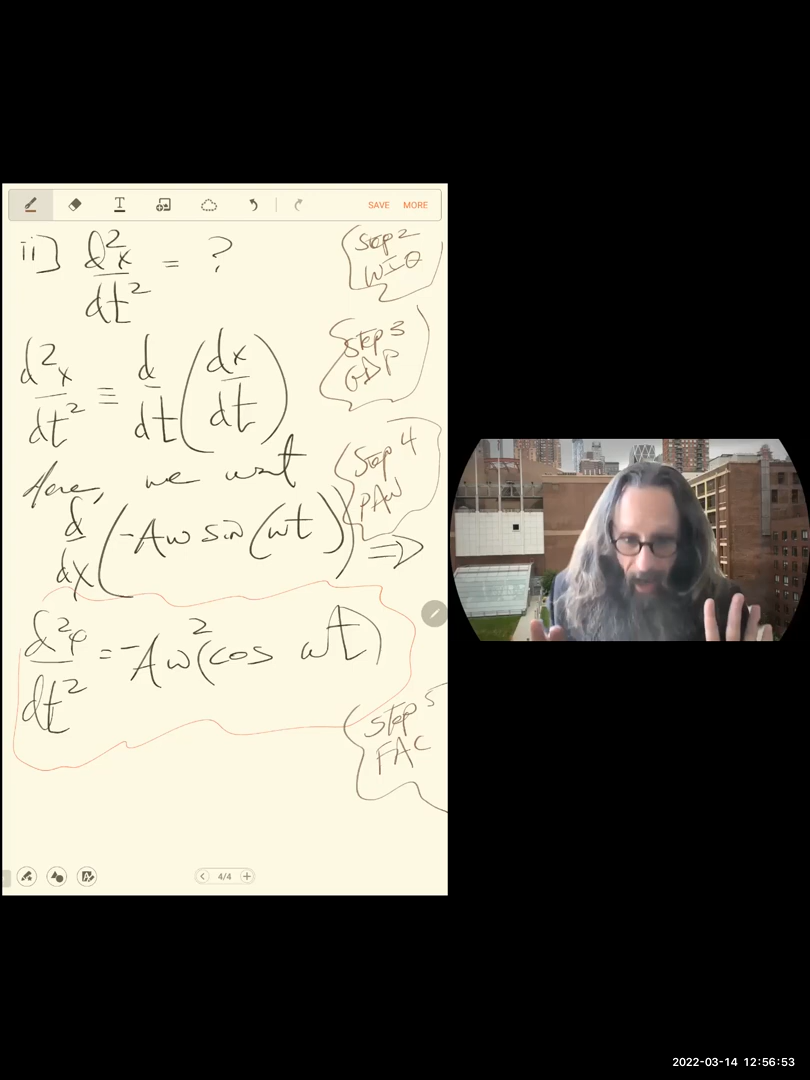 SAVE MORE
ii] d²x/dt² = ?
Step 2
WIQ
d²x/dt² ≡ d/dt (dx/dt)
Step 3
GDP
Here, we want
Step 4
PAW
d/dx (-Aω sin(ωt)) ⇒
d²φ/dt² = -Aω²(cos ωt)
Step 5
FAC
4/4
2022-03-14 12:56:53